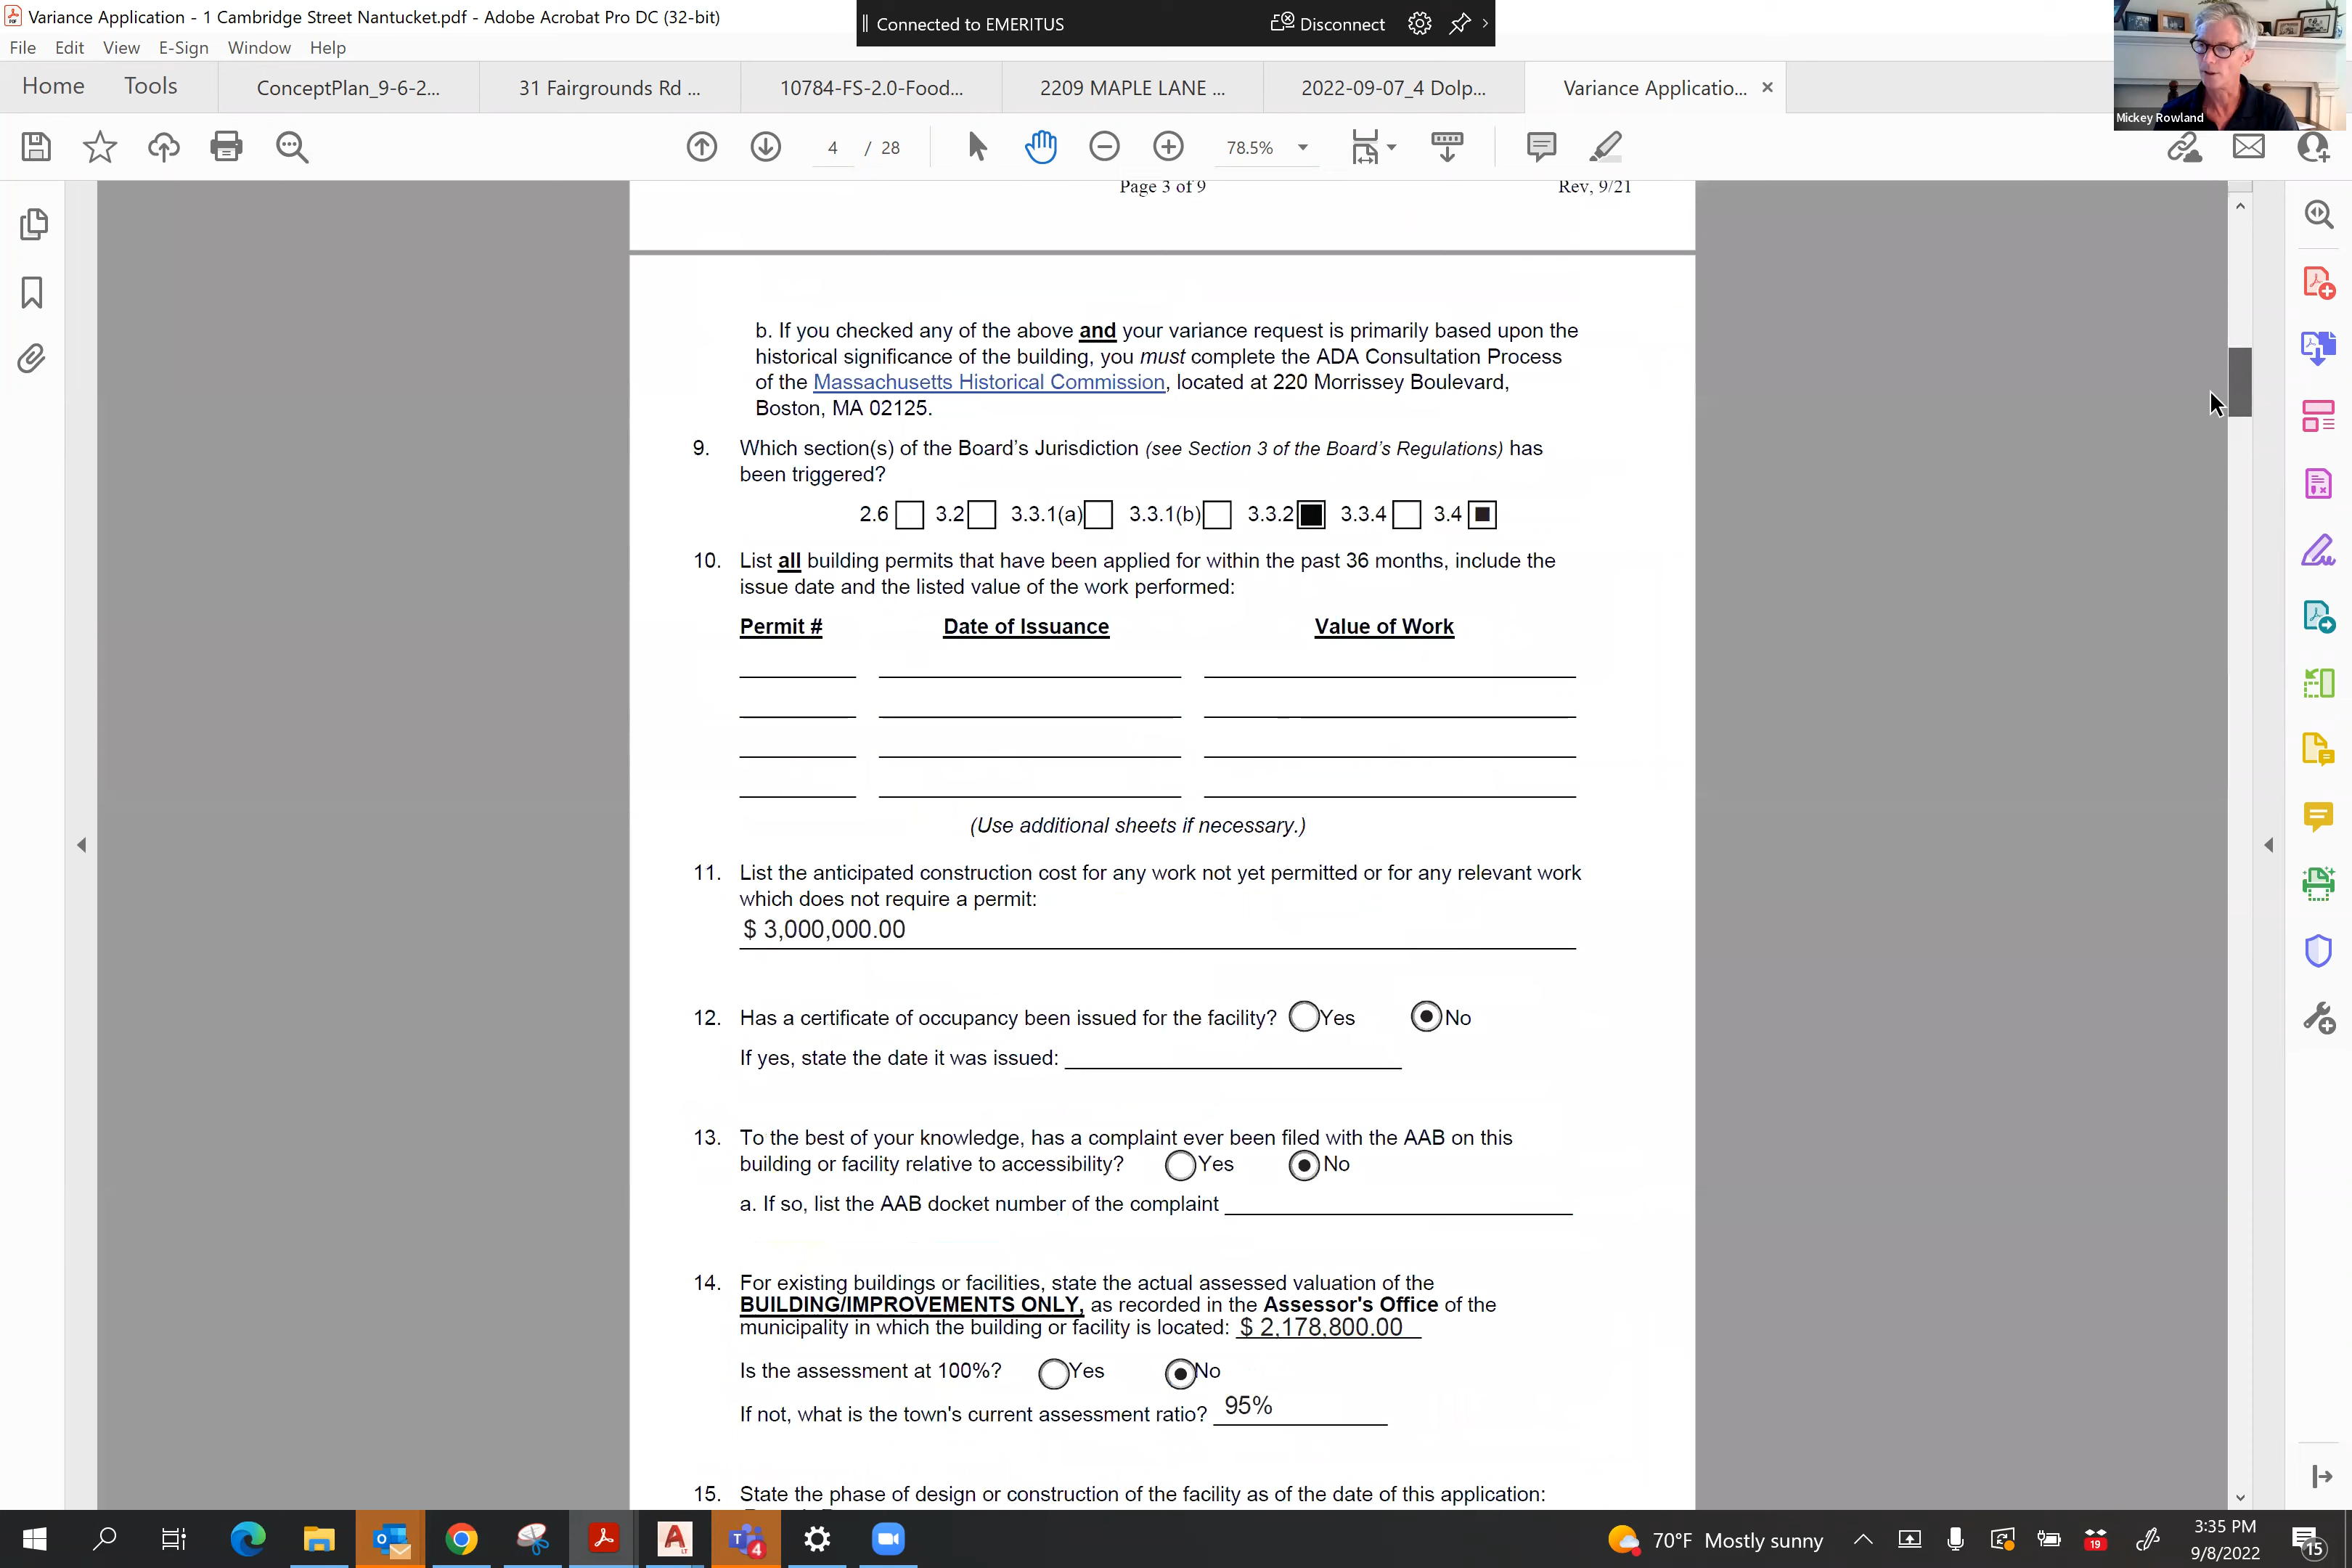 Variance Application - 1 Cambridge Street Nantucket.pdf - Adobe Acrobat Pro DC (32-bit)
Connected to EMERITUS
Disconnect
File Edit View E-Sign Window Help
Home Tools
ConceptPlan_9-6-2...
31 Fairgrounds Rd ...
10784-FS-2.0-Food...
2209 MAPLE LANE ...
2022-09-07_4 Dolp...
Variance Applicatio...
Mickey Rowland
4 / 28
78.5%
Page 3 of 9
Rev, 9/21
b. If you checked any of the above and your variance request is primarily based upon the
historical significance of the building, you must complete the ADA Consultation Process
of the Massachusetts Historical Commission, located at 220 Morrissey Boulevard,
Boston, MA 02125.
9. Which section(s) of the Board's Jurisdiction (see Section 3 of the Board's Regulations) has
been triggered?
2.6 3.2 3.3.1(a) 3.3.1(b) 3.3.2 3.3.4 3.4
10. List all building permits that have been applied for within the past 36 months, include the
issue date and the listed value of the work performed:
Permit # Date of Issuance Value of Work
(Use additional sheets if necessary.)
11. List the anticipated construction cost for any work not yet permitted or for any relevant work
which does not require a permit:
$ 3,000,000.00
12. Has a certificate of occupancy been issued for the facility? Yes No
If yes, state the date it was issued:
13. To the best of your knowledge, has a complaint ever been filed with the AAB on this
building or facility relative to accessibility? Yes No
a. If so, list the AAB docket number of the complaint
14. For existing buildings or facilities, state the actual assessed valuation of the
BUILDING/IMPROVEMENTS ONLY, as recorded in the Assessor's Office of the
municipality in which the building or facility is located: $ 2,178,800.00
Is the assessment at 100%? Yes No
If not, what is the town's current assessment ratio? 95%
15. State the phase of design or construction of the facility as of the date of this application:
70°F Mostly sunny
19
3:35 PM
9/8/2022
15
4